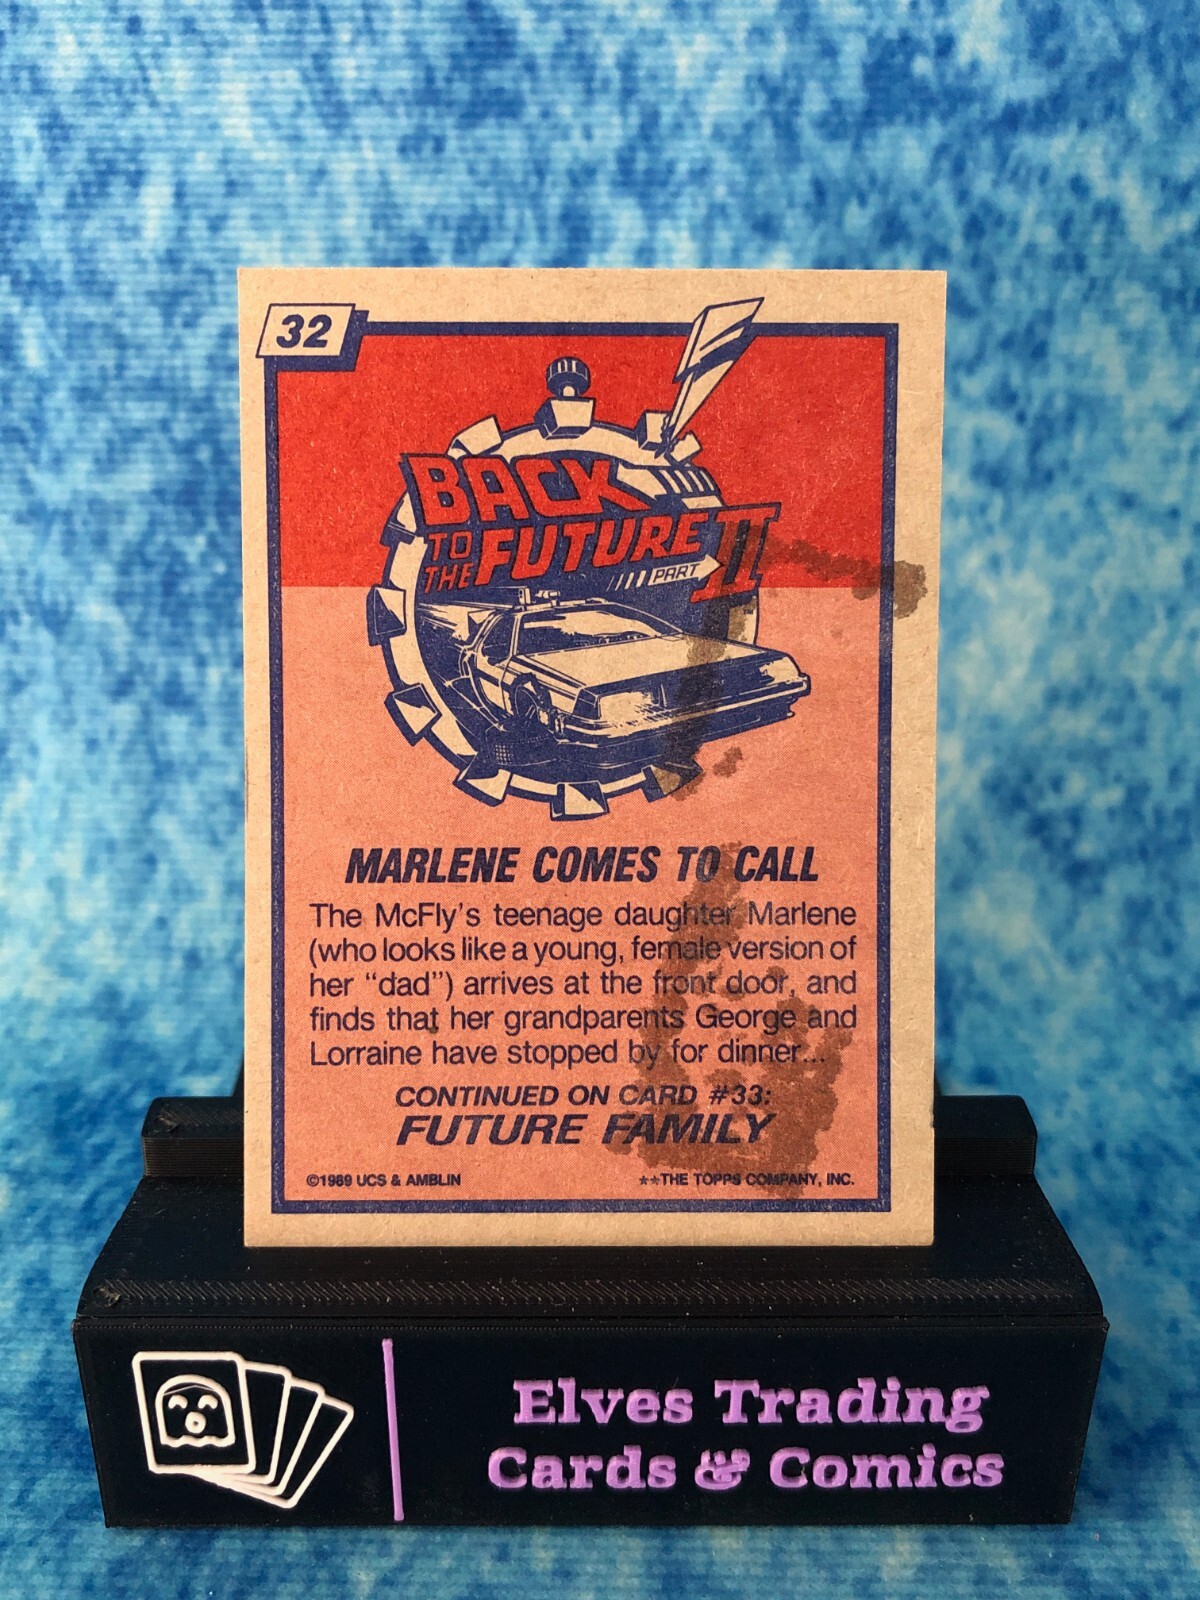 32
BACK
TO
THE FUTURE
PART II
MARLENE COMES TO CALL
The McFly's teenage daughter Marlene
(who looks like a young, female version of
her “dad”) arrives at the front door, and
finds that her grandparents George and
Lorraine have stopped by for dinner...
CONTINUED ON CARD #33:
FUTURE FAMILY
©1989 UCS & AMBLIN
**THE TOPPS COMPANY, INC.
Elves Trading
Cards & Comics